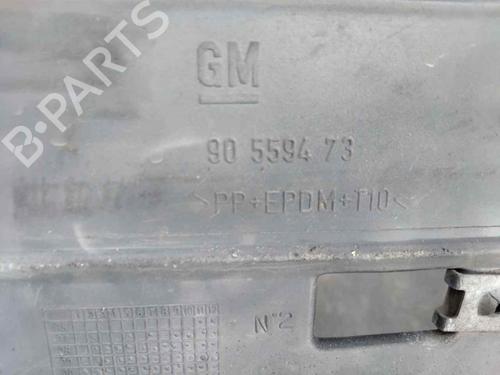 B-PARTS
GM
90 5594 73
>PP+EPDM+T10<
N°2